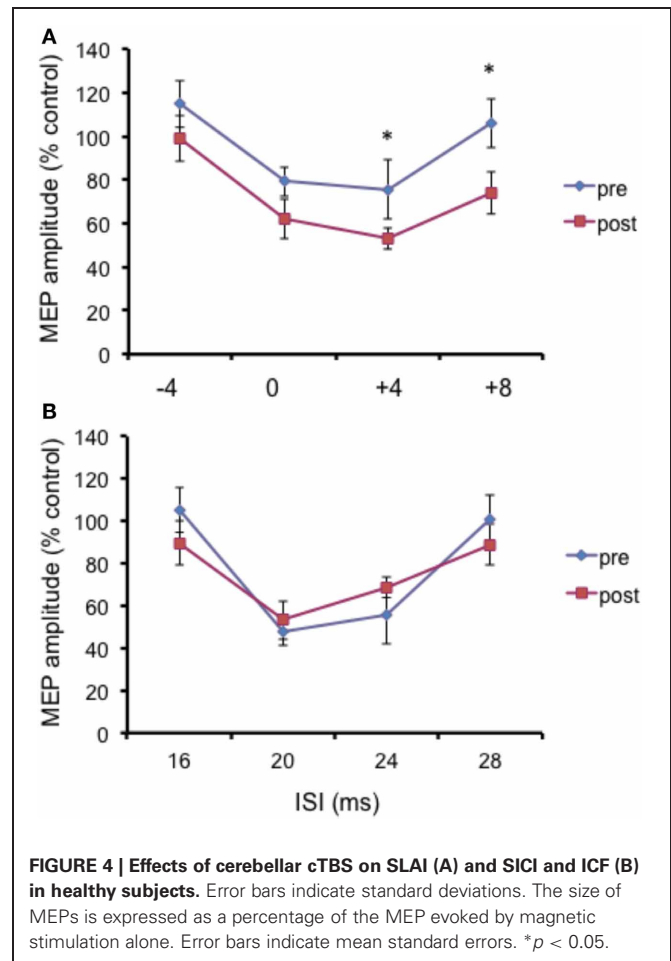 A
140
120
100
80
60
40
20
0
MEP amplitude (% control)
*
*
pre
post
-4 0 +4 +8
B
140
120
100
80
60
40
20
0
MEP amplitude (% control)
pre
post
16 20 24 28
ISI (ms)
FIGURE 4 | Effects of cerebellar cTBS on SLAI (A) and SICI and ICF (B)
in healthy subjects. Error bars indicate standard deviations. The size of
MEPs is expressed as a percentage of the MEP evoked by magnetic
stimulation alone. Error bars indicate mean standard errors. *p < 0.05.